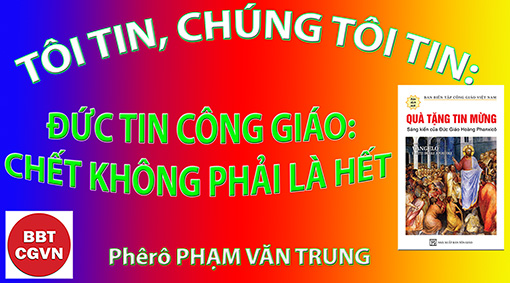 TÔI TIN, CHÚNG TÔI TIN:
ĐỨC TIN CÔNG GIÁO:
CHẾT KHÔNG PHẢI LÀ HẾT
BAN BIÊN TẬP CÔNG GIÁO VIỆT NAM
QUÀ TẶNG TIN MỪNG
Sáng kiến của Đức Giáo Hoàng Phanxicô
BBT
CGVN
Phêrô PHẠM VĂN TRUNG